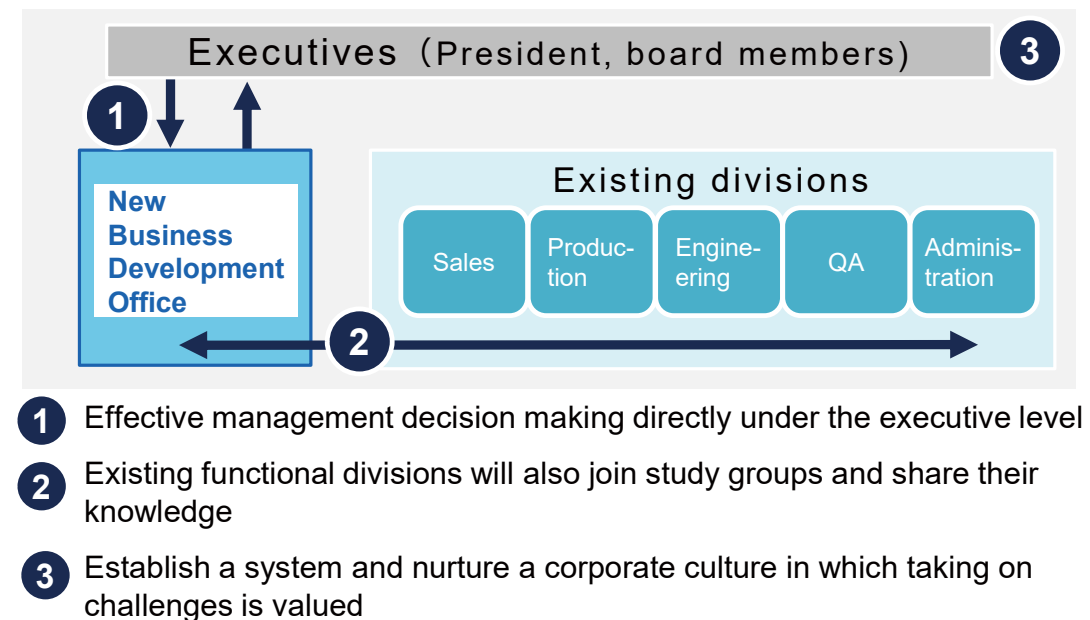 Executives（President, board members)
3
1
New
Business
Development
Office
Existing divisions
Sales
Produc-
tion
Engine-
ering
QA
Adminis-
tration
2
1 Effective management decision making directly under the executive level
2 Existing functional divisions will also join study groups and share their
knowledge
3 Establish a system and nurture a corporate culture in which taking on
challenges is valued